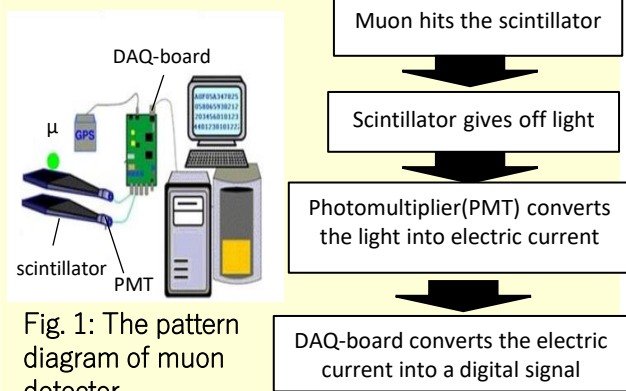 DAQ-board
μ
GPS
scintillator
PMT
Fig. 1: The pattern
diagram of muon
detector
Muon hits the scintillator
Scintillator gives off light
Photomultiplier(PMT) converts
the light into electric current
DAQ-board converts the electric
current into a digital signal